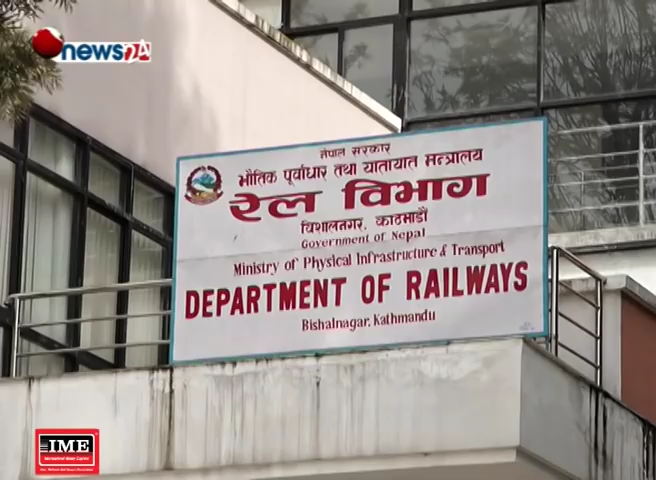 news24
नेपाल सरकार
भौतिक पूर्वाधार तथा यातायात मन्त्रालय
रेल विभाग
विशालनगर, काठमाडौं
Government of Nepal
Ministry of Physical Infrastructure & Transport
DEPARTMENT OF RAILWAYS
Bishalnagar, Kathmandu
IME